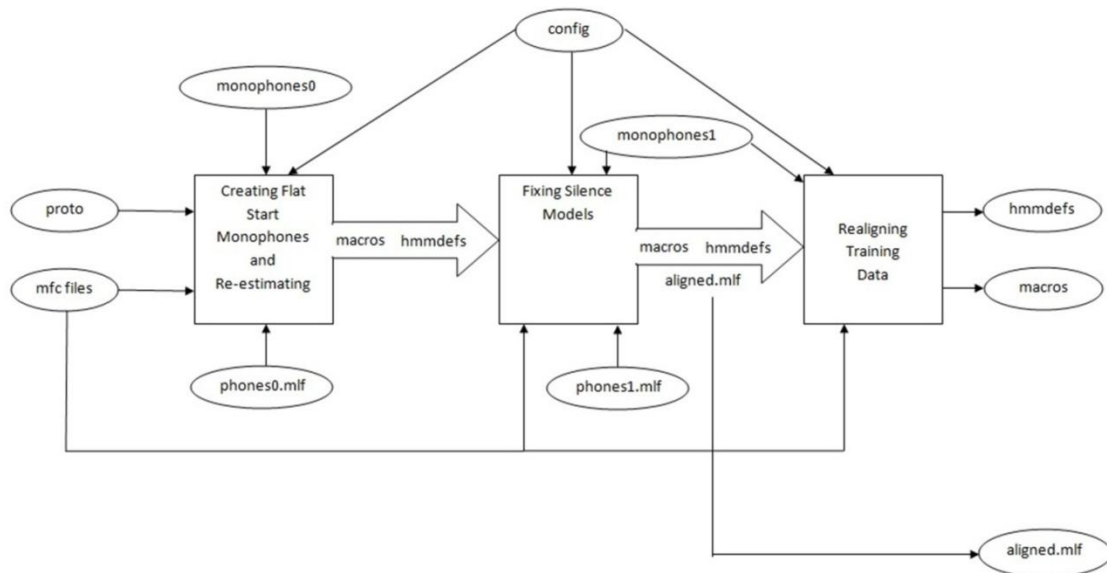 config
monophones0
monophones1
Creating Flat
Start
Monophones
and
Re-estimating
Fixing Silence
Models
proto
mfc files
macros hmmdefs
macros hmmdefs
aligned.mlf
Realigning
Training
Data
hmmdefs
macros
phones0.mlf
phones1.mlf
aligned.mlf